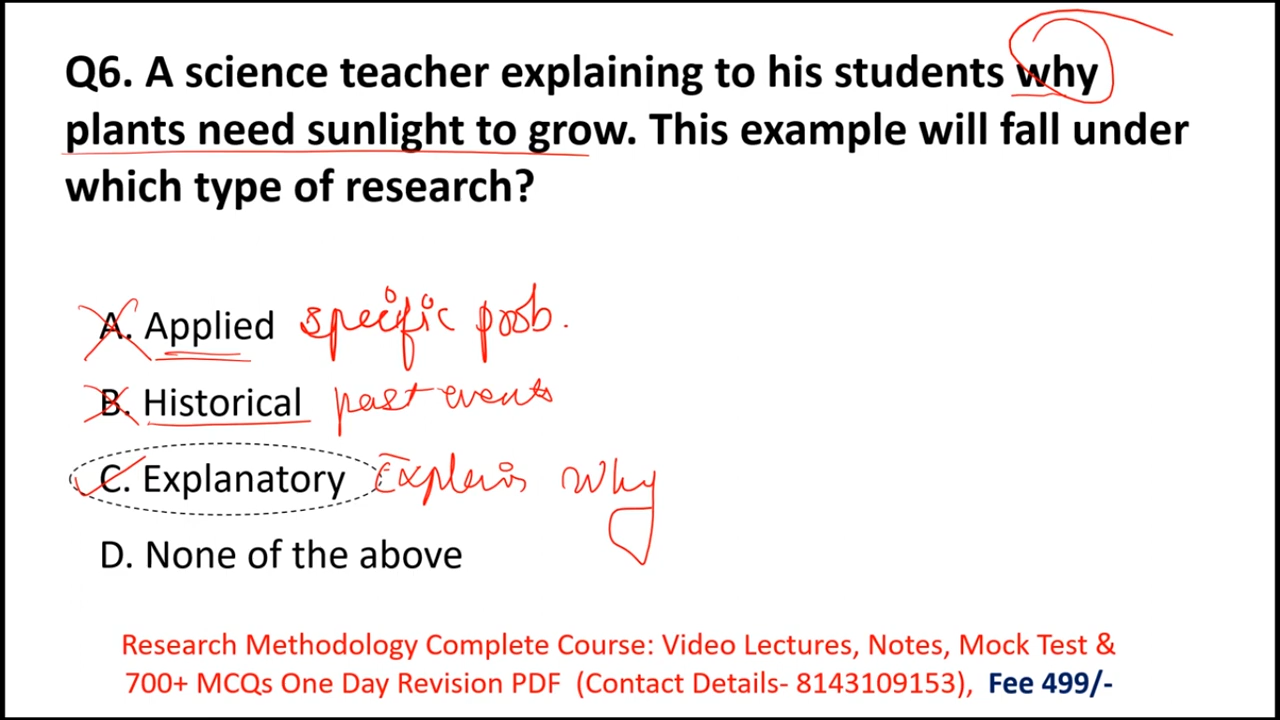 Q6. A science teacher explaining to his students why
plants need sunlight to grow. This example will fall under
which type of research?
A. Applied specific prob.
B. Historical past events
C. Explanatory Explains why
D. None of the above
Research Methodology Complete Course: Video Lectures, Notes, Mock Test &
700+ MCQs One Day Revision PDF (Contact Details- 8143109153), Fee 499/-